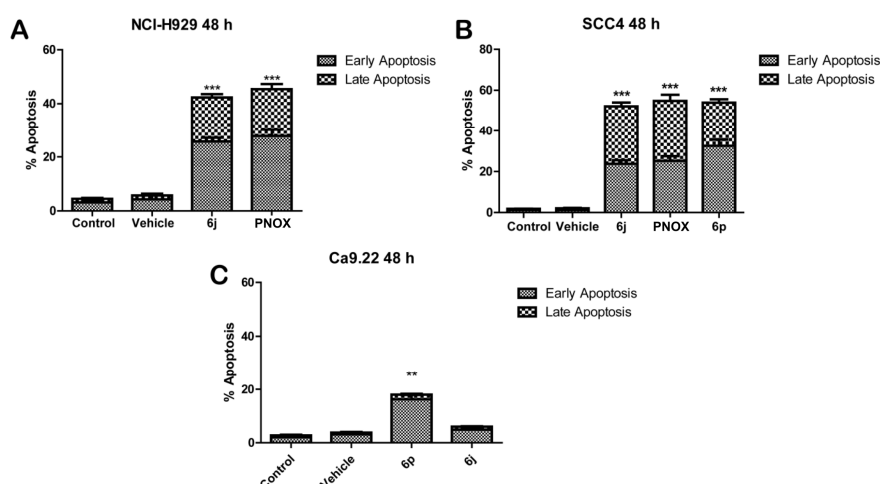 A
NCI-H929 48 h
% Apoptosis
60
40
20
0
Control Vehicle 6j PNOX
*** ***
Early Apoptosis
Late Apoptosis
B
SCC4 48 h
% Apoptosis
80
60
40
20
0
Control Vehicle 6j PNOX 6p
*** *** ***
Early Apoptosis
Late Apoptosis
C
Ca9.22 48 h
% Apoptosis
60
40
20
0
Control Vehicle 6p 6j
**
Early Apoptosis
Late Apoptosis